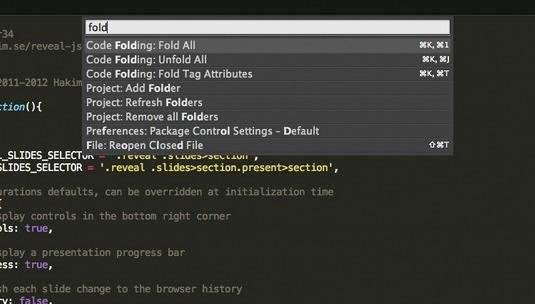 r34
fold
im.se/reveal-js
Code Folding: Fold All ⌘K, ⌘1
Code Folding: Unfold All ⌘K, ⌘J
Code Folding: Fold Tag Attributes ⌘K, ⌘T
2011-2012 Hakim
Project: Add Folder
Project: Refresh Folders
ction(){
Project: Remove all Folders
Preferences: Package Control Settings – Default
File: Reopen Closed File ⇧⌘T
L_SLIDES_SELECTOR = '.reveal .slides>section',
SLIDES_SELECTOR = '.reveal .slides>section.present>section',
urations defaults, can be overridden at initialization time
{
splay controls in the bottom right corner
ols: true,
splay a presentation progress bar
ess: true,
sh each slide change to the browser history
ry: false,